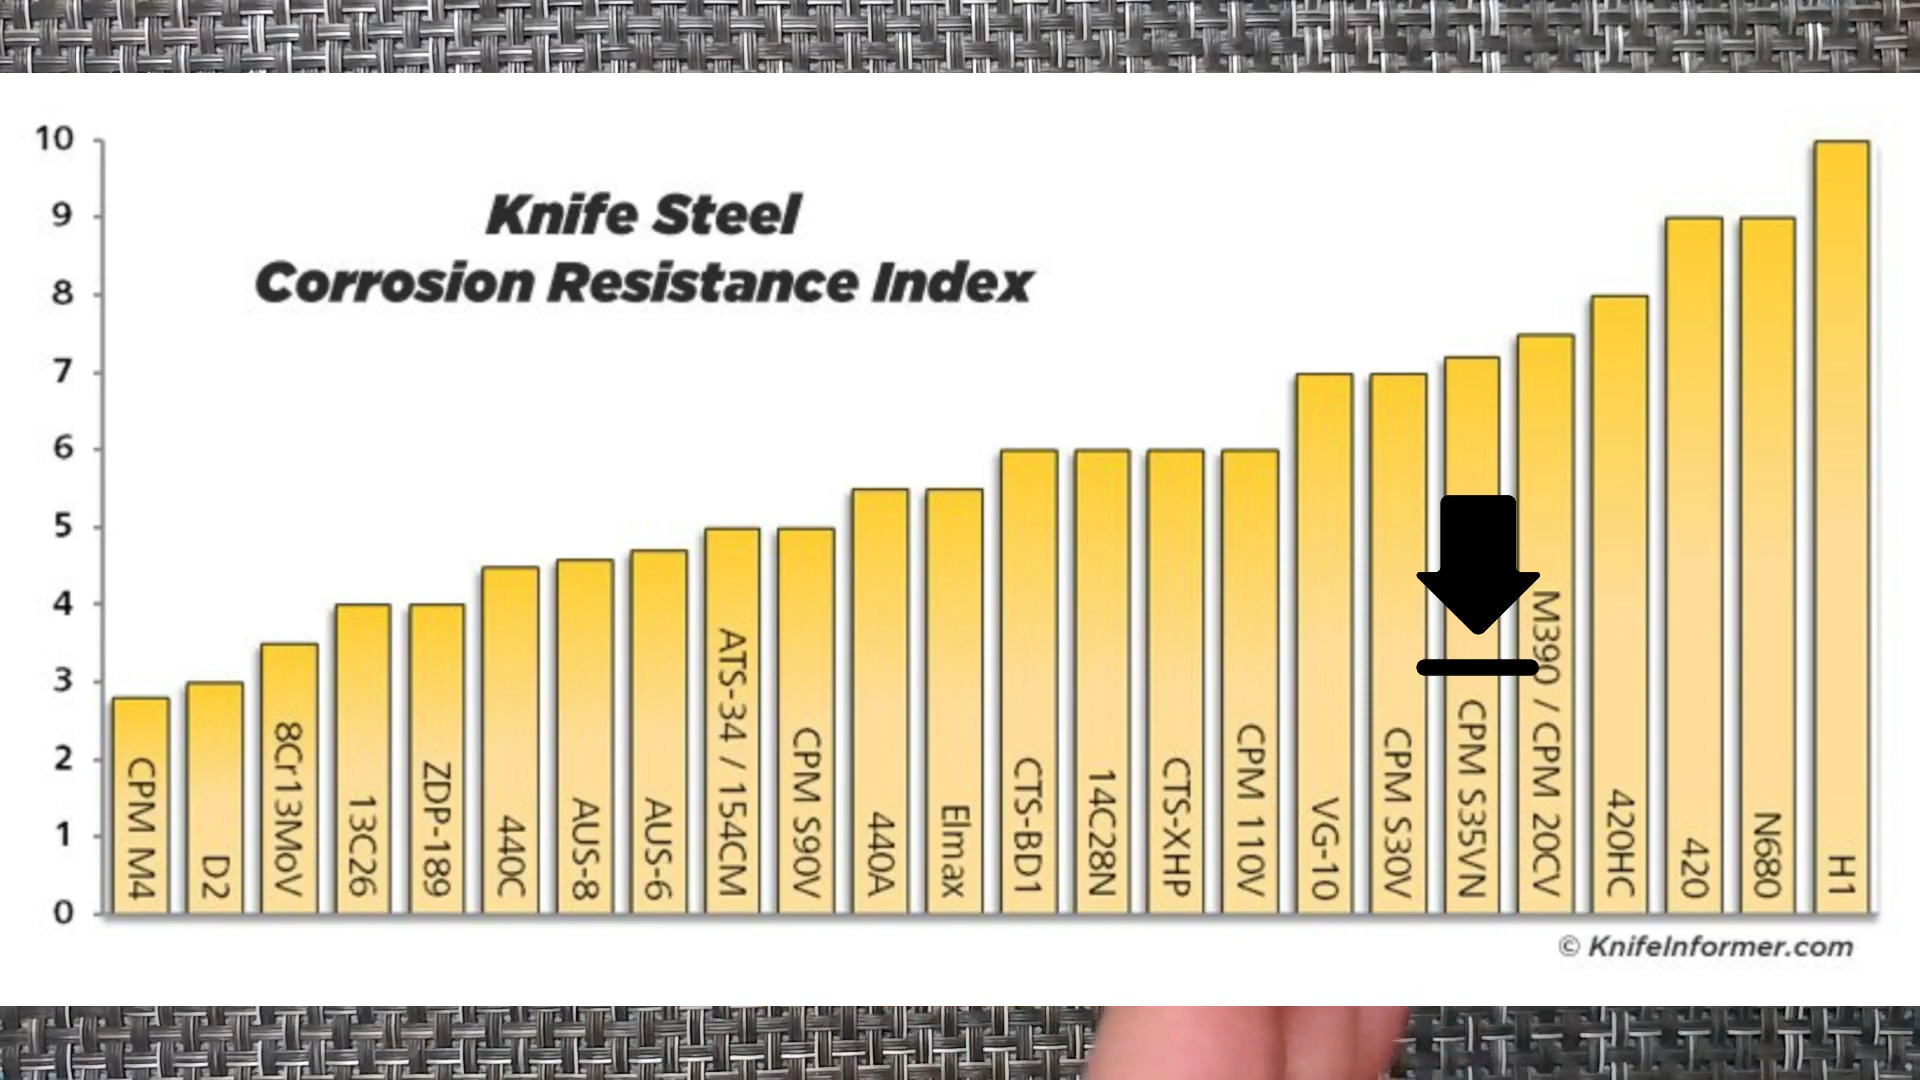 10
9
8
7
6
5
4
3
2
1
0
Knife Steel
Corrosion Resistance Index
CPM M4
D2
8Cr13MoV
13C26
ZDP-189
440C
AUS-8
AUS-6
ATS-34 / 154CM
CPM S90V
440A
Elmax
CTS-BD1
14C28N
CTS-XHP
CPM 110V
VG-10
CPM S30V
CPM S35VN
M390 / CPM 20CV
420HC
420
N680
H1
© KnifeInformer.com